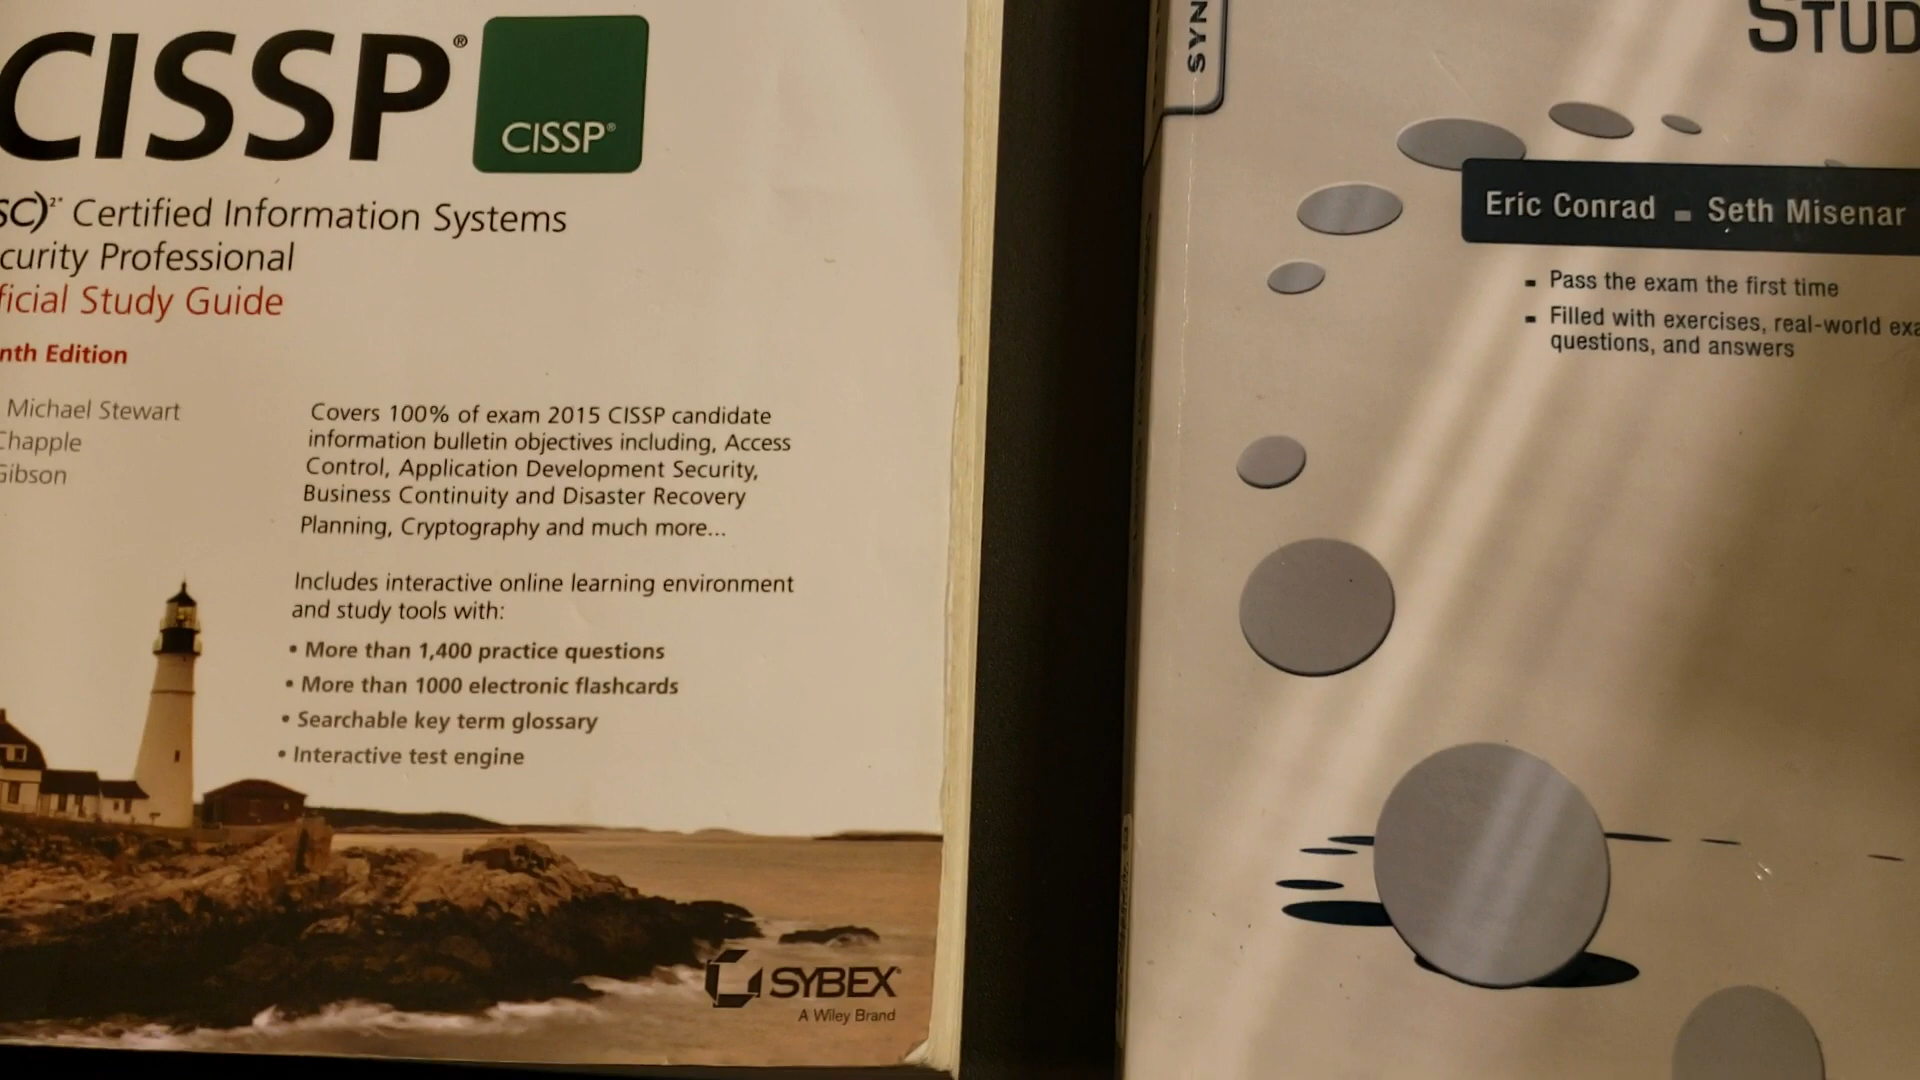 CISSP®
CISSP®
SC)²™ Certified Information Systems
curity Professional
ficial Study Guide
nth Edition
Michael Stewart
Chapple
Gibson
Covers 100% of exam 2015 CISSP candidate
information bulletin objectives including, Access
Control, Application Development Security,
Business Continuity and Disaster Recovery
Planning, Cryptography and much more...
Includes interactive online learning environment
and study tools with:
• More than 1,400 practice questions
• More than 1000 electronic flashcards
• Searchable key term glossary
• Interactive test engine
SYBEX®
A Wiley Brand
SYN
STUD
Eric Conrad ▪ Seth Misenar
▪ Pass the exam the first time
▪ Filled with exercises, real-world exa
questions, and answers